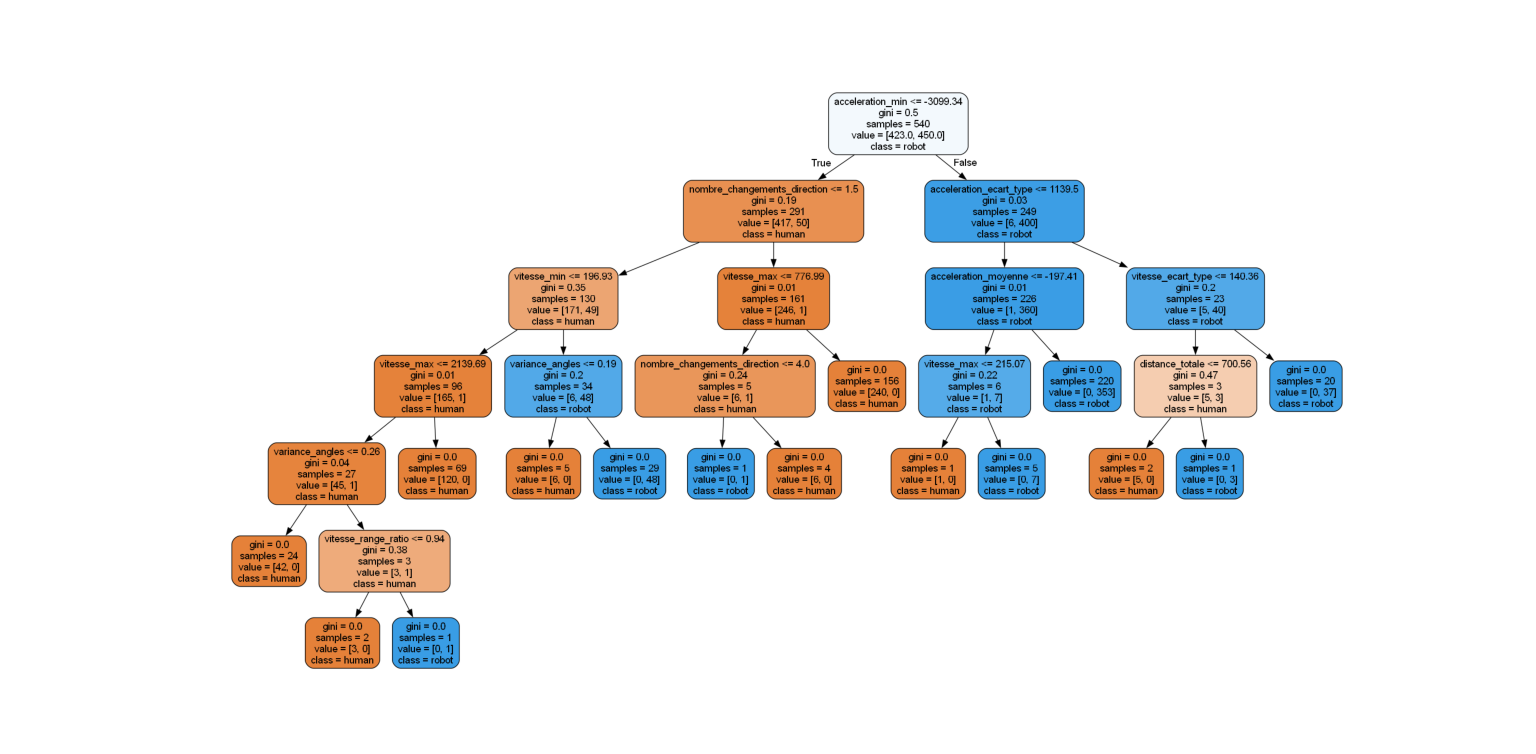 acceleration_min <= -3099.34
gini = 0.5
samples = 540
value = [423.0, 450.0]
class = robot
True
False
nombre_changements_direction <= 1.5
gini = 0.19
samples = 291
value = [417, 50]
class = human
acceleration_ecart_type <= 1139.5
gini = 0.03
samples = 249
value = [6, 400]
class = robot
vitesse_min <= 196.93
gini = 0.35
samples = 130
value = [171, 49]
class = human
vitesse_max <= 776.99
gini = 0.01
samples = 161
value = [246, 1]
class = human
acceleration_moyenne <= -197.41
gini = 0.01
samples = 226
value = [1, 360]
class = robot
vitesse_ecart_type <= 140.36
gini = 0.2
samples = 23
value = [5, 40]
class = robot
vitesse_max <= 2139.69
gini = 0.01
samples = 96
value = [165, 1]
class = human
variance_angles <= 0.19
gini = 0.2
samples = 34
value = [6, 48]
class = robot
nombre_changements_direction <= 4.0
gini = 0.24
samples = 5
value = [6, 1]
class = human
gini = 0.0
samples = 156
value = [240, 0]
class = human
vitesse_max <= 215.07
gini = 0.22
samples = 6
value = [1, 7]
class = robot
gini = 0.0
samples = 220
value = [0, 353]
class = robot
distance_totale <= 700.56
gini = 0.47
samples = 3
value = [5, 3]
class = human
gini = 0.0
samples = 20
value = [0, 37]
class = robot
variance_angles <= 0.26
gini = 0.04
samples = 27
value = [45, 1]
class = human
gini = 0.0
samples = 69
value = [120, 0]
class = human
gini = 0.0
samples = 5
value = [6, 0]
class = human
gini = 0.0
samples = 29
value = [0, 48]
class = robot
gini = 0.0
samples = 1
value = [0, 1]
class = robot
gini = 0.0
samples = 4
value = [6, 0]
class = human
gini = 0.0
samples = 1
value = [1, 0]
class = human
gini = 0.0
samples = 5
value = [0, 7]
class = robot
gini = 0.0
samples = 2
value = [5, 0]
class = human
gini = 0.0
samples = 1
value = [0, 3]
class = robot
gini = 0.0
samples = 24
value = [42, 0]
class = human
vitesse_range_ratio <= 0.94
gini = 0.38
samples = 3
value = [3, 1]
class = human
gini = 0.0
samples = 2
value = [3, 0]
class = human
gini = 0.0
samples = 1
value = [0, 1]
class = robot